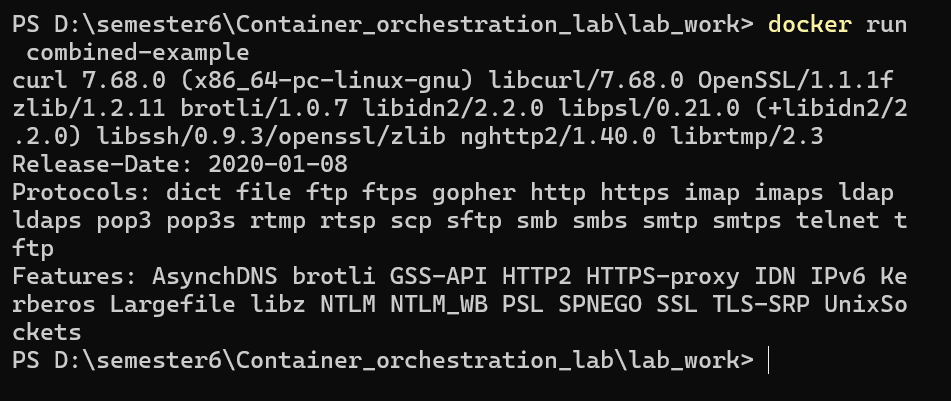 PS D:\semester6\Container_orchestration_lab\lab_work> docker run
 combined-example
curl 7.68.0 (x86_64-pc-linux-gnu) libcurl/7.68.0 OpenSSL/1.1.1f
zlib/1.2.11 brotli/1.0.7 libidn2/2.2.0 libpsl/0.21.0 (+libidn2/2
.2.0) libssh/0.9.3/openssl/zlib nghttp2/1.40.0 librtmp/2.3
Release-Date: 2020-01-08
Protocols: dict file ftp ftps gopher http https imap imaps ldap
ldaps pop3 pop3s rtmp rtsp scp sftp smb smbs smtp smtps telnet t
ftp
Features: AsynchDNS brotli GSS-API HTTP2 HTTPS-proxy IDN IPv6 Ke
rberos Largefile libz NTLM NTLM_WB PSL SPNEGO SSL TLS-SRP UnixSo
ckets
PS D:\semester6\Container_orchestration_lab\lab_work>